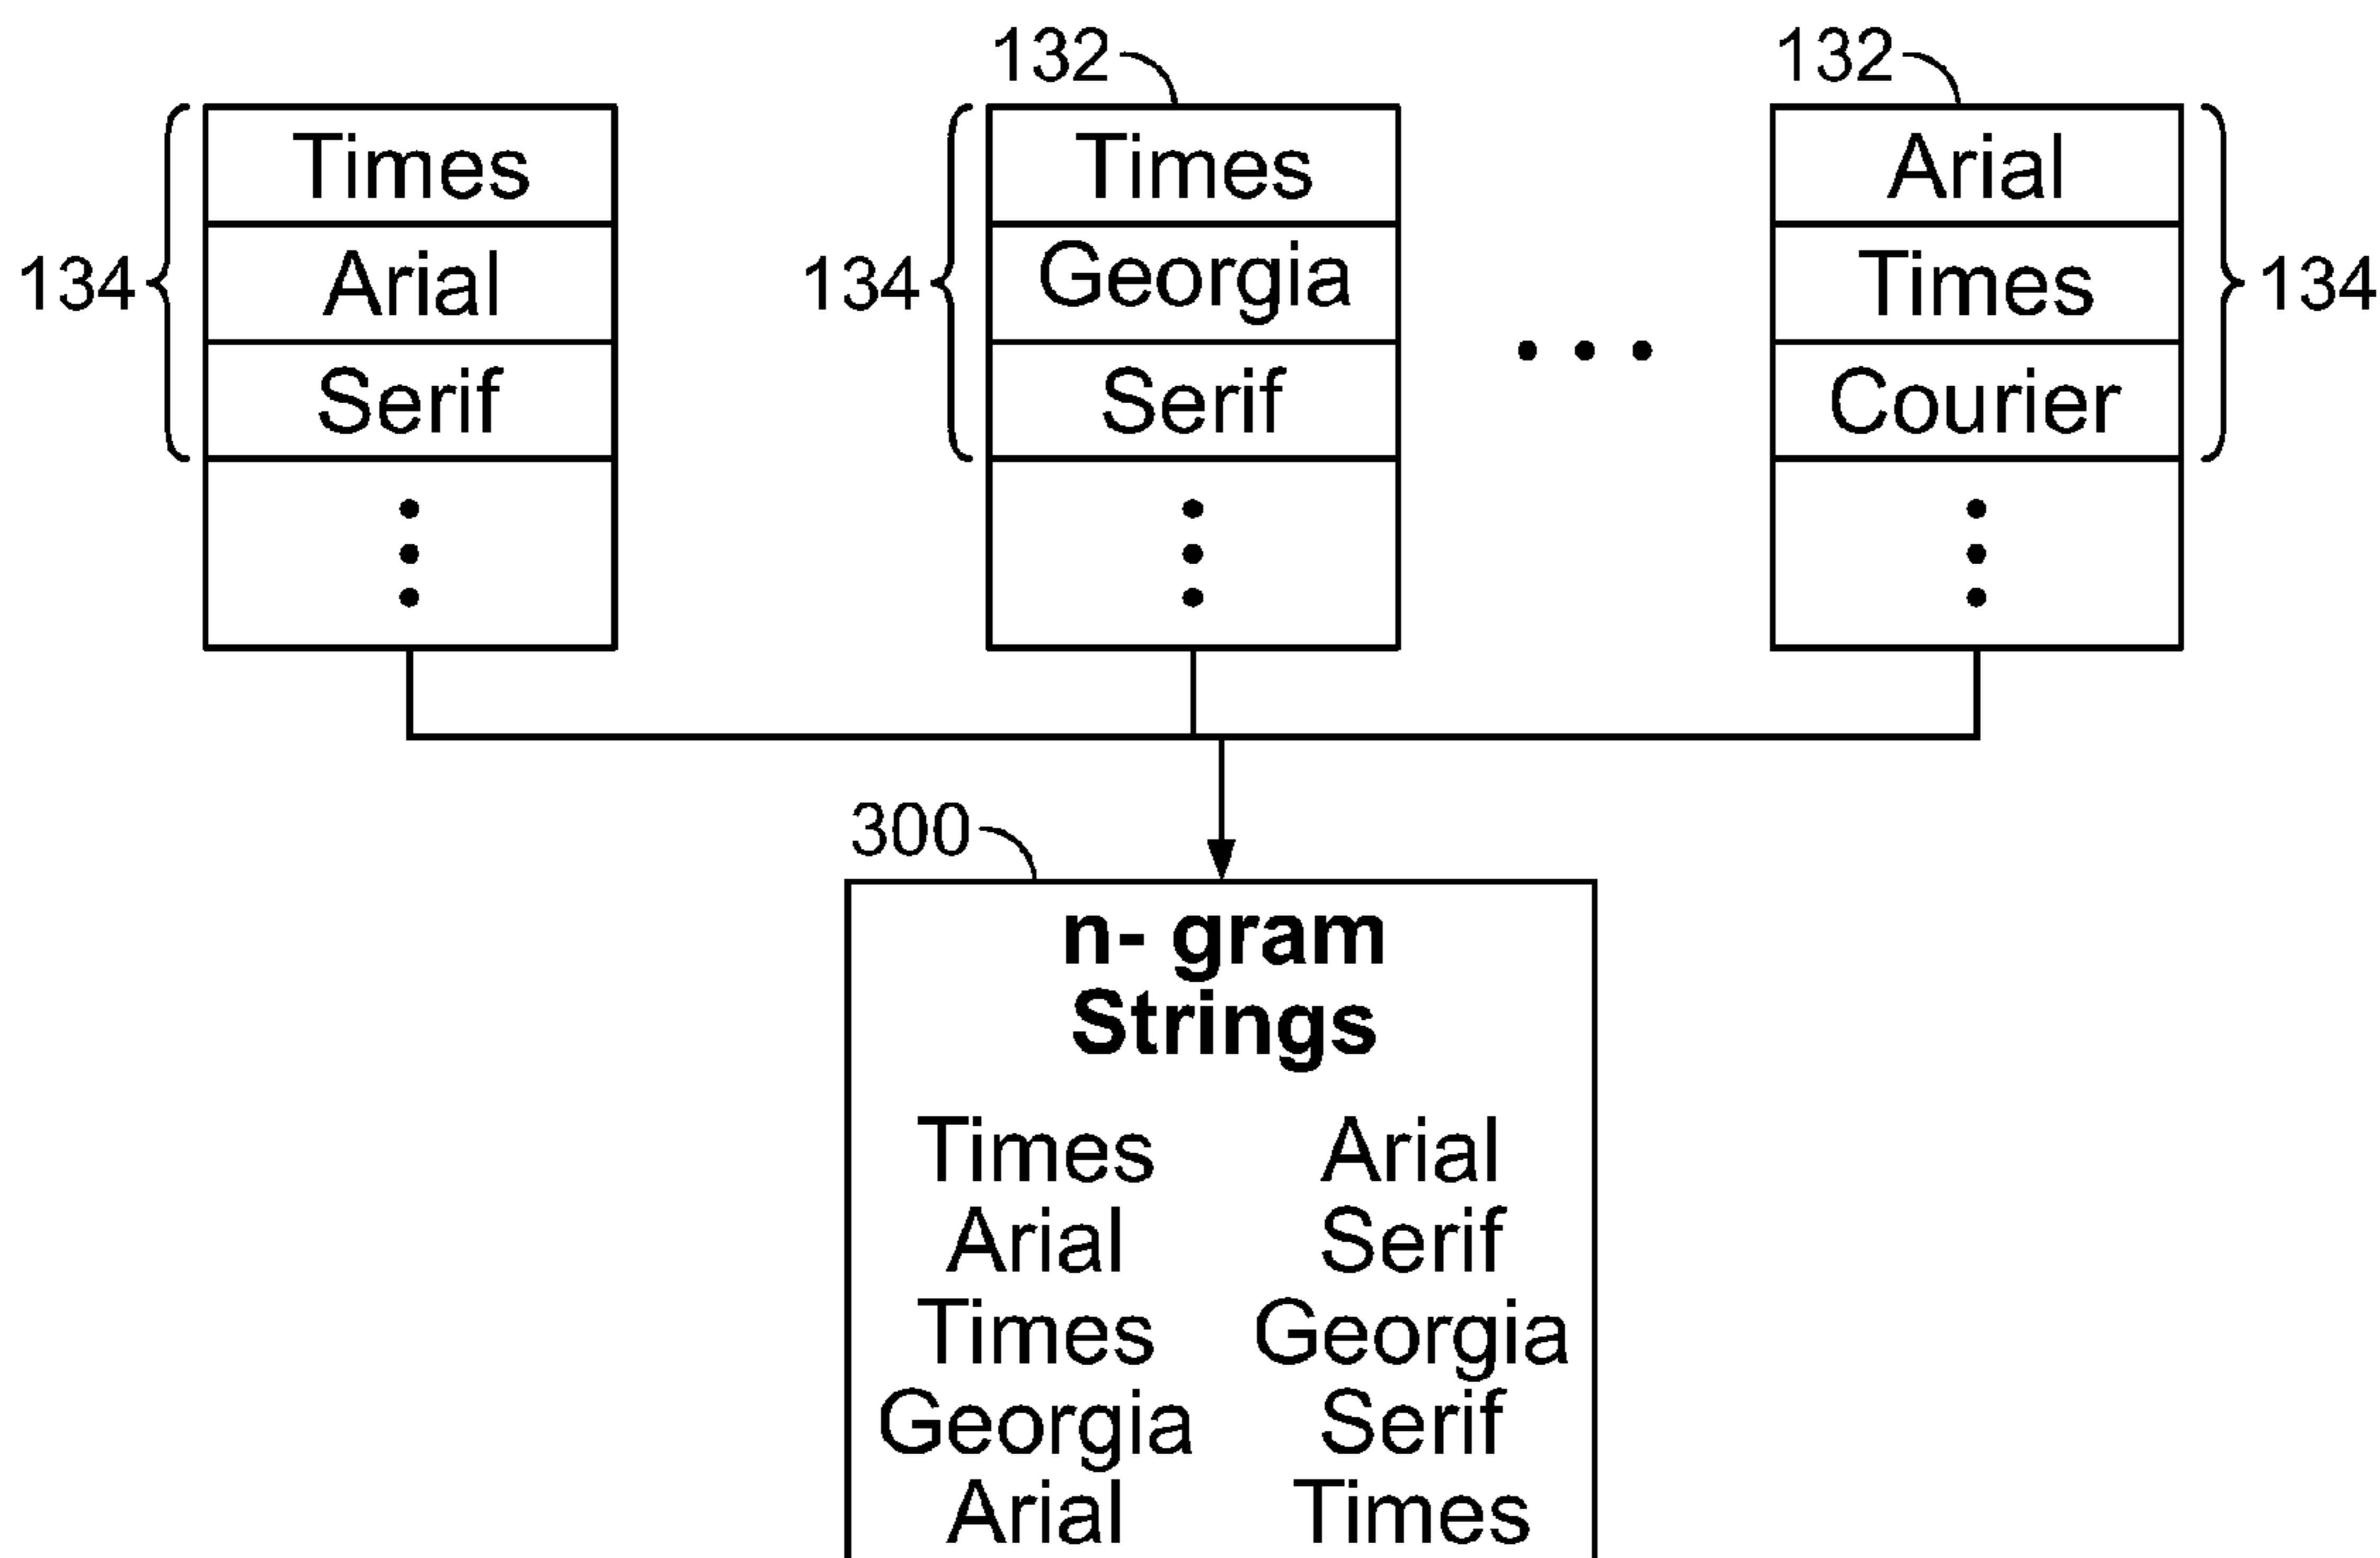 132 132
Times Times Arial
134 Arial 134 Georgia Times 134
Serif Serif Courier
300
n- gram
Strings
Times Arial
Arial Serif
Times Georgia
Georgia Serif
Arial Times